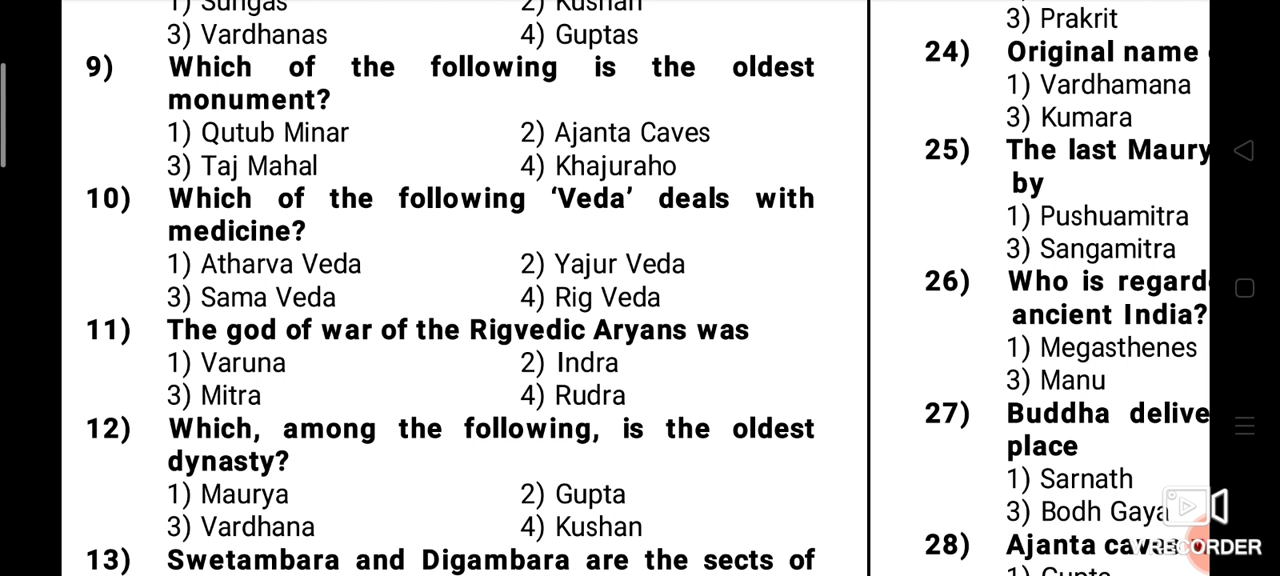 1) Sungas 2) Kushan
3) Vardhanas 4) Guptas
9) Which of the following is the oldest
monument?
1) Qutub Minar 2) Ajanta Caves
3) Taj Mahal 4) Khajuraho
10) Which of the following ‘Veda’ deals with
medicine?
1) Atharva Veda 2) Yajur Veda
3) Sama Veda 4) Rig Veda
11) The god of war of the Rigvedic Aryans was
1) Varuna 2) Indra
3) Mitra 4) Rudra
12) Which, among the following, is the oldest
dynasty?
1) Maurya 2) Gupta
3) Vardhana 4) Kushan
13) Swetambara and Digambara are the sects of
3) Prakrit
24) Original name
1) Vardhamana
3) Kumara
25) The last Maury
by
1) Pushuamitra
3) Sangamitra
26) Who is regard
ancient India?
1) Megasthenes
3) Manu
27) Buddha delive
place
1) Sarnath
3) Bodh Gaya
28) Ajanta
1) Gupta
RECORDER